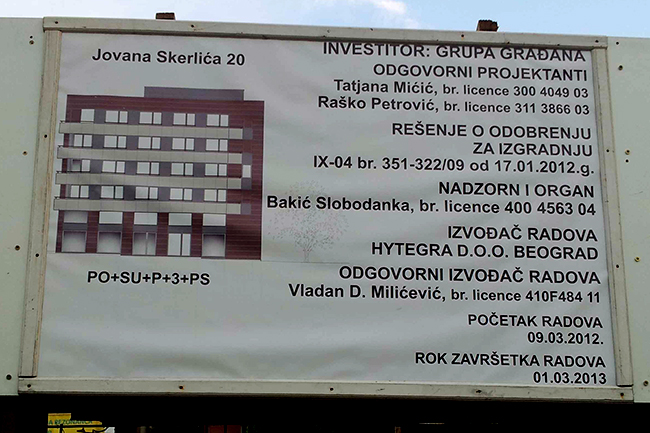 Jovana Skerlića 20
PO+SU+P+3+PS
INVESTITOR: GRUPA GRAĐANA
ODGOVORNI PROJEKTANTI
Tatjana Mićić, br. licence 300 4049 03
Raško Petrović, br. licence 311 3866 03
REŠENJE O ODOBRENJU
ZA IZGRADNJU
IX-04 br. 351-322/09 od 17.01.2012.g.
NADZORN I ORGAN
Bakić Slobodanka, br. licence 400 4563 04
IZVOĐAČ RADOVA
HYTEGRA D.O.O. BEOGRAD
ODGOVORNI IZVOĐAČ RADOVA
Vladan D. Milićević, br. licence 410F484 11
POČETAK RADOVA
09.03.2012.
ROK ZAVRŠETKA RADOVA
01.03.2013